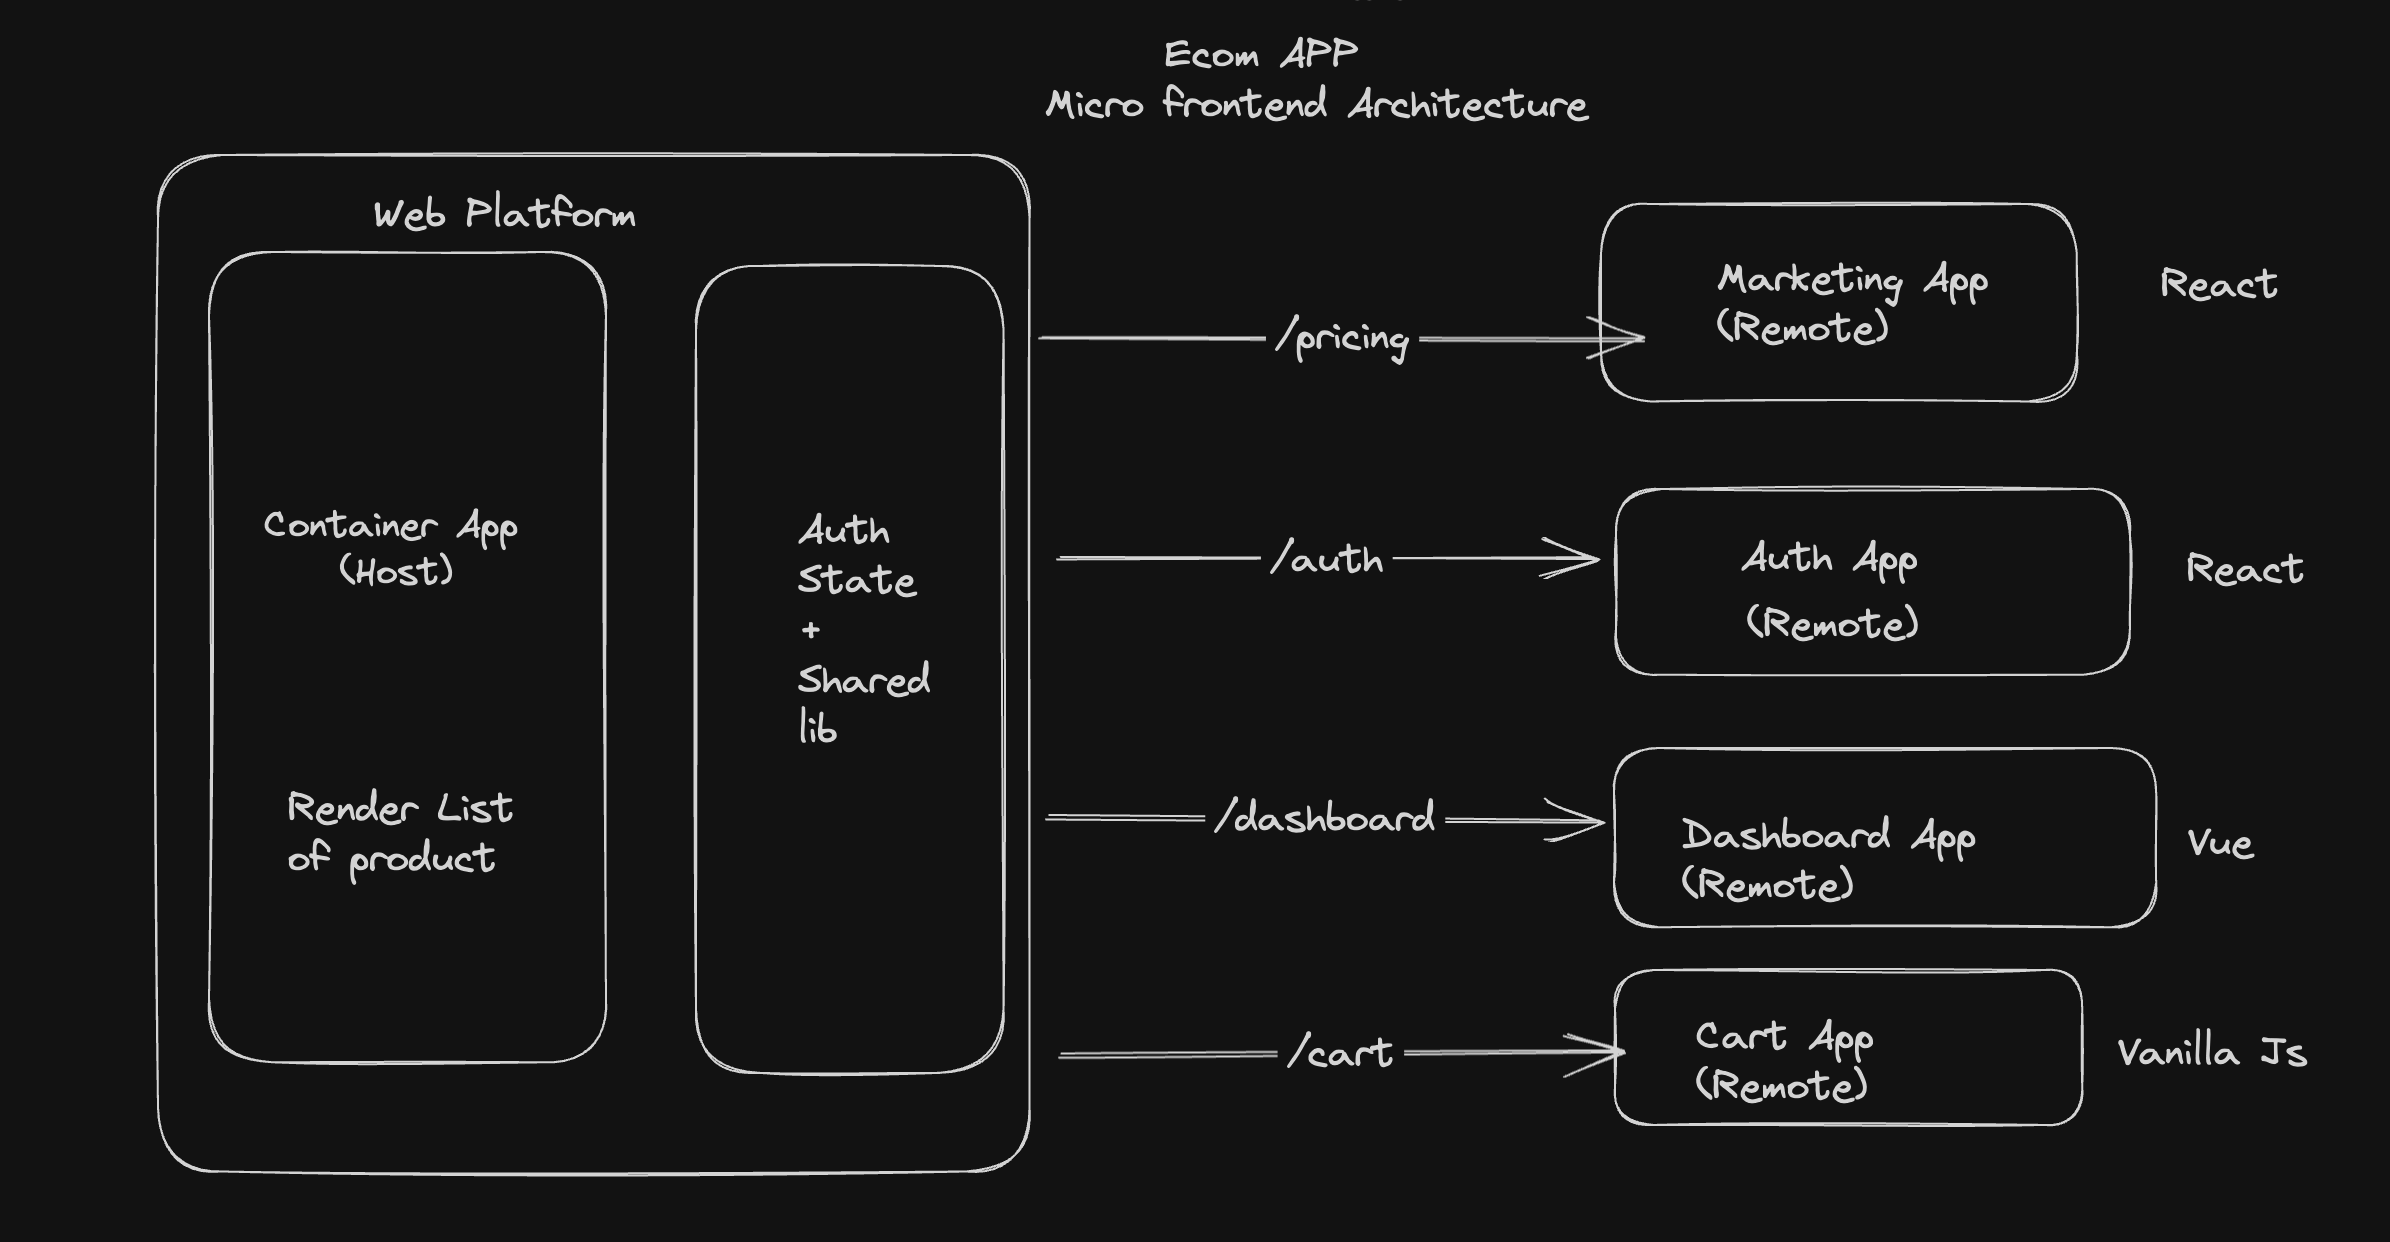 Ecom APP
Micro frontend Architecture
Web Platform
Container App
(Host)
Render List
of product
Auth
State
+
Shared
lib
/pricing
Marketing App
(Remote)
React
/auth
Auth App
(Remote)
React
/dashboard
Dashboard App
(Remote)
Vue
/cart
Cart App
(Remote)
Vanilla Js